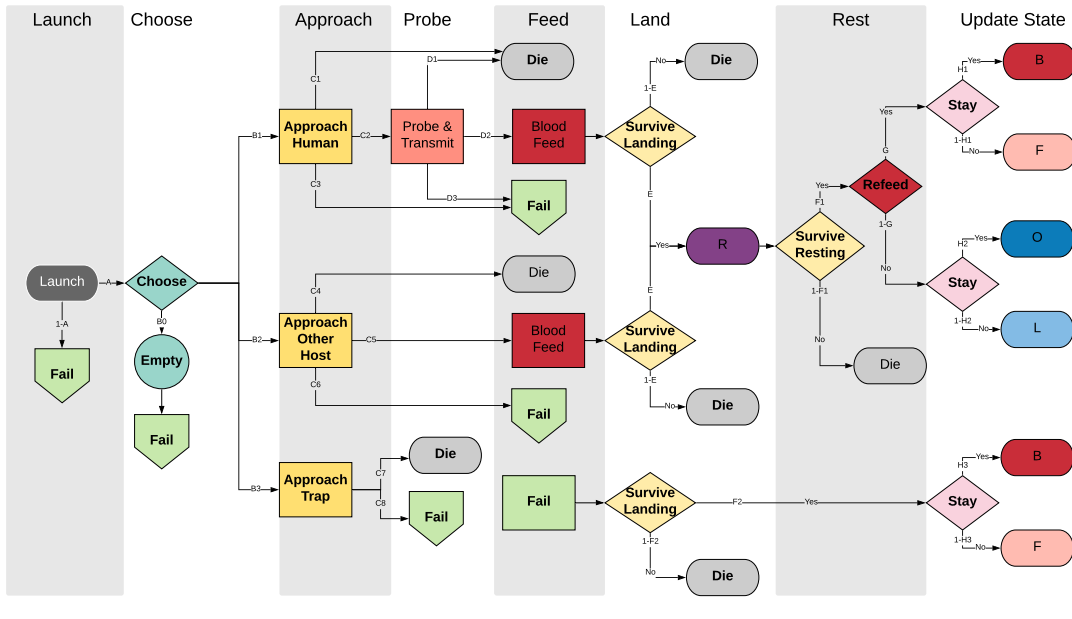 Launch
Choose
Approach
Probe
Feed
Land
Rest
Update State
Launch
A
1-A
Fail
Choose
B0
Empty
Fail
B1
B2
B3
C1
Approach
Human
C2
C3
D1
Probe &
Transmit
D2
D3
Die
Blood
Feed
Fail
C4
Approach
Other
Host
C5
C6
Die
Blood
Feed
Fail
Approach
Trap
C7
C8
Die
Fail
Fail
No
Die
1-E
Survive
Landing
E
Yes
R
E
Survive
Landing
1-E
No
Die
Survive
Landing
F2
Yes
1-F2
No
Die
Yes
F1
Survive
Resting
1-F1
No
Die
Yes
G
Refeed
1-G
No
Yes
H1
Stay
1-H1
No
B
F
Yes
H2
Stay
1-H2
No
O
L
Yes
H3
Stay
1-H3
No
B
F